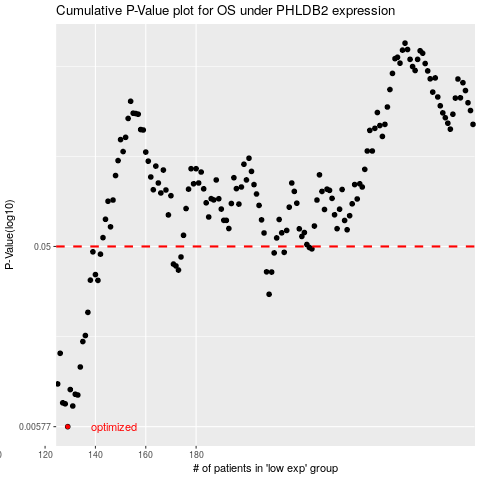 Cumulative P-Value plot for OS under PHLDB2 expression
P-Value(log10)
0.05
0.00577
optimized
0 120 140 160 180
# of patients in 'low exp' group